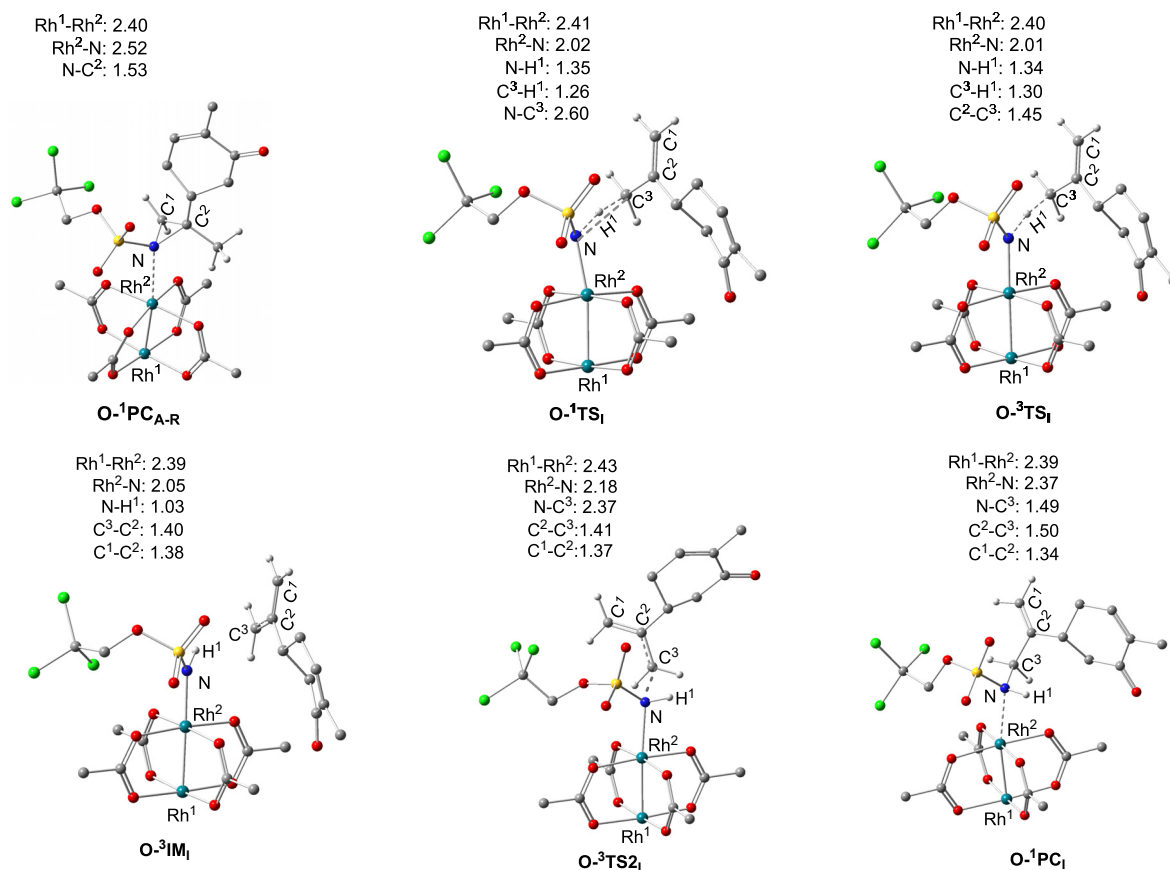 Rh¹-Rh²: 2.40
Rh²-N: 2.52
N-C²: 1.53
C1
C2
N
Rh²
Rh¹
O-¹PC_A-R
Rh¹-Rh²: 2.41
Rh²-N: 2.02
N-H¹: 1.35
C³-H¹: 1.26
N-C³: 2.60
C1
C2
C³
H¹
N
Rh²
Rh¹
O-¹TS_I
Rh¹-Rh²: 2.40
Rh²-N: 2.01
N-H¹: 1.34
C³-H¹: 1.30
C²-C³: 1.45
C1
C2
C³
H¹
N
Rh²
Rh¹
O-³TS_I
Rh¹-Rh²: 2.39
Rh²-N: 2.05
N-H¹: 1.03
C³-C²: 1.40
C¹-C²: 1.38
C1
C2
C³
H¹
N
Rh²
Rh¹
O-³IM_I
Rh¹-Rh²: 2.43
Rh²-N: 2.18
N-C³: 2.37
C²-C³:1.41
C¹-C²:1.37
C1
C2
C³
H¹
N
Rh²
Rh¹
O-³TS2_I
Rh¹-Rh²: 2.39
Rh²-N: 2.37
N-C³: 1.49
C²-C³: 1.50
C¹-C²: 1.34
C1
C2
C³
N
H¹
Rh²
Rh¹
O-¹PC_I